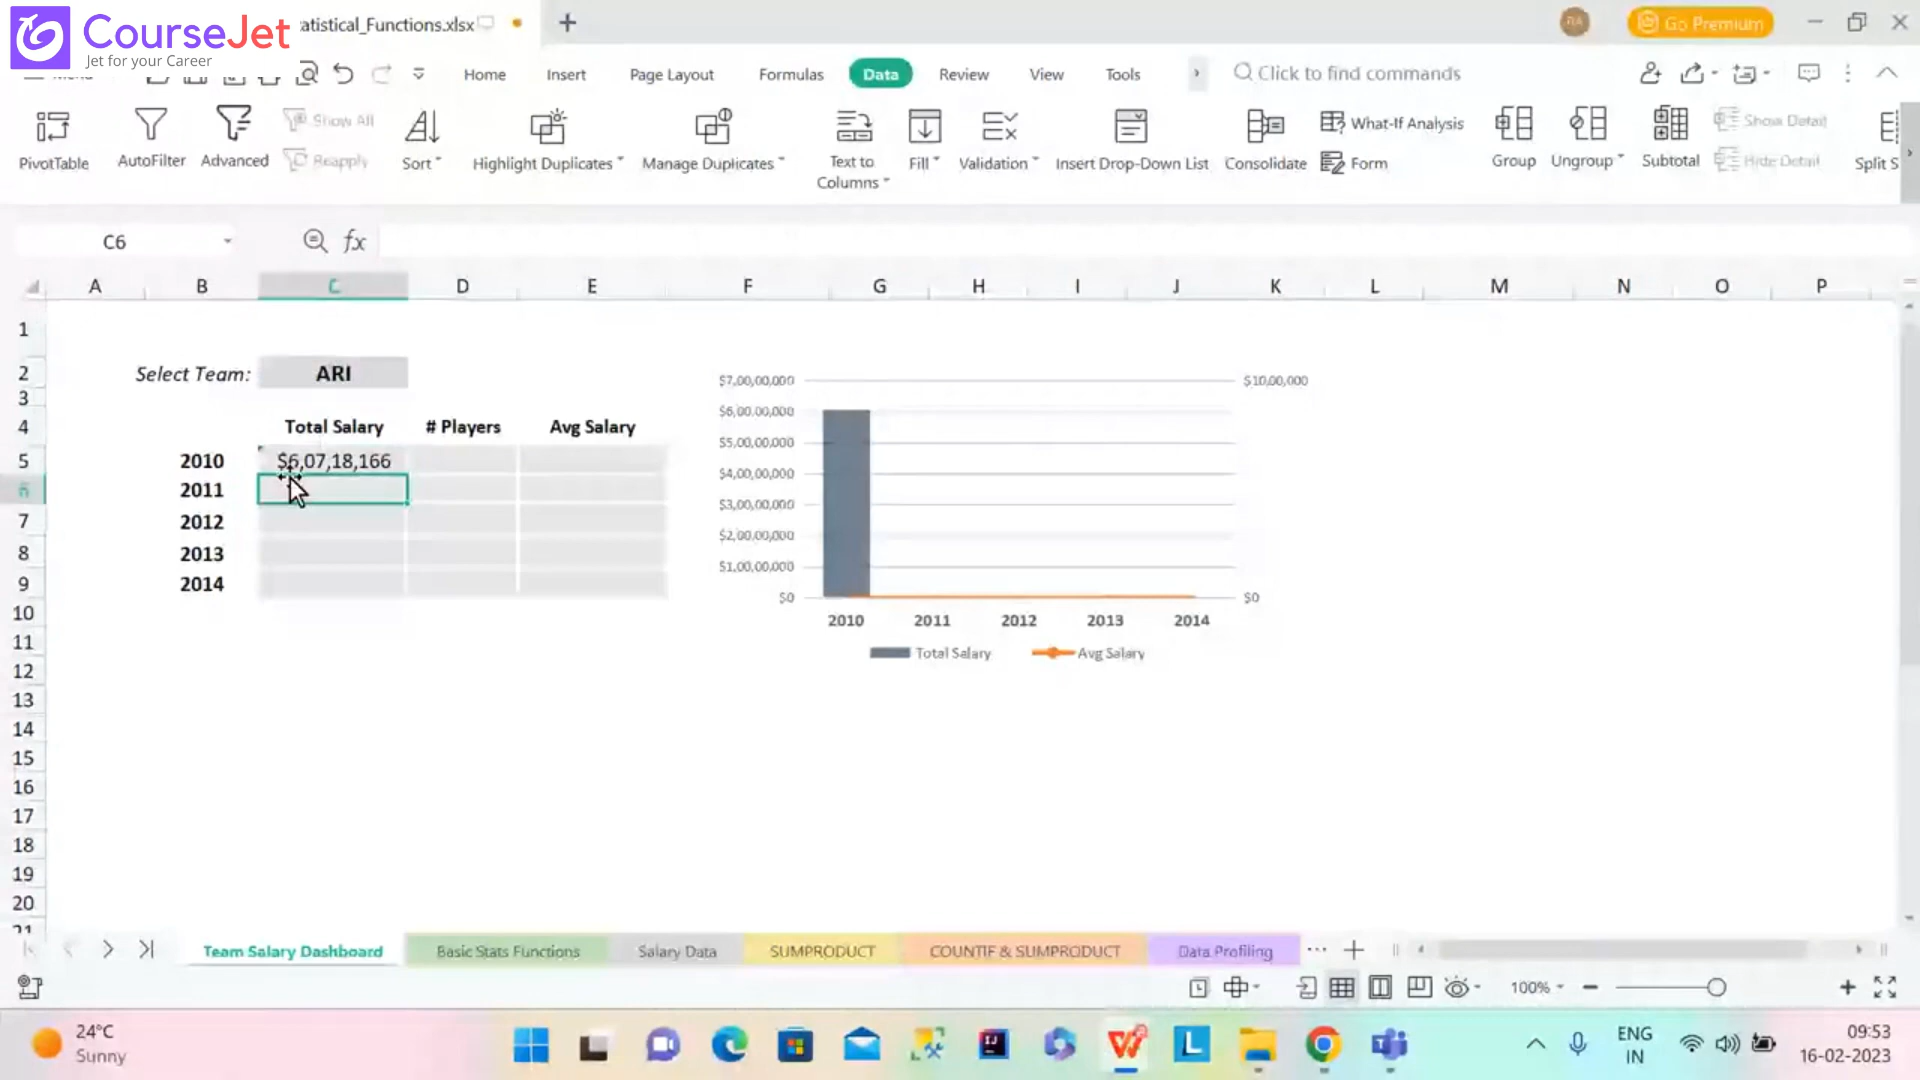 CourseJet
Jet for your Career
atistical_Functions.xlsx
RA
Go Premium
Menu
Home Insert Page Layout Formulas Data Review View Tools
Click to find commands
PivotTable
AutoFilter
Advanced
Show All
Reapply
Sort
Highlight Duplicates
Manage Duplicates
Text to
Columns
Fill
Validation
Insert Drop-Down List
Consolidate
What-If Analysis
Form
Group
Ungroup
Subtotal
Show Detail
Hide Detail
Split S
C6
fx
A B C D E F G H I J K L M N O P
1
2 Select Team: ARI
3
4 Total Salary # Players Avg Salary
5 2010 $6,07,18,166
6 2011
7 2012
8 2013
9 2014
10
11
12
13
14
15
16
17
18
19
20
21
$7,00,00,000
$6,00,00,000
$5,00,00,000
$4,00,00,000
$3,00,00,000
$2,00,00,000
$1,00,00,000
$0
$10,00,000
$0
2010 2011 2012 2013 2014
Total Salary Avg Salary
Team Salary Dashboard Basic Stats Functions Salary Data SUMPRODUCT COUNTIF & SUMPRODUCT Data Profiling ...
100%
24°C
Sunny
ENG
IN
09:53
16-02-2023